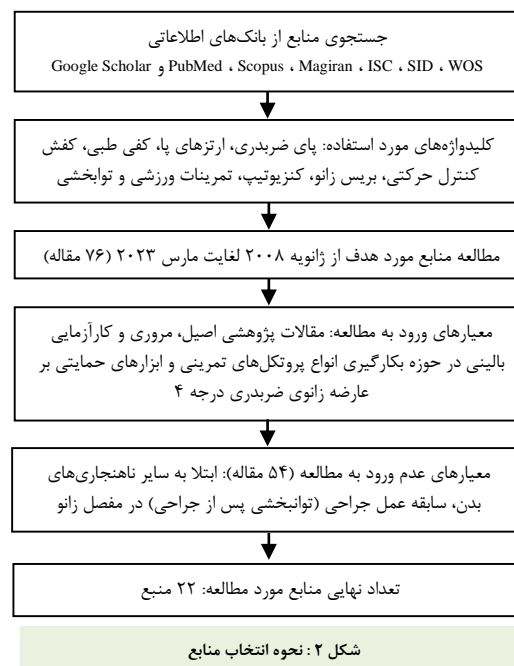 جستجوی منابع از بانک‌های اطلاعاتی
Google Scholar و PubMed ، Scopus ، Magiran ، ISC ، SID ، WOS
کلیدواژه‌های مورد استفاده: پای ضربدری، ارتزهای پا، کفی طبی، کفش
کنترل حرکتی، بریس زانو، کنزیوتیپ، تمرینات ورزشی و توابخشی
مطالعه منابع مورد هدف از ژانویه ۲۰۰۸ لغایت مارس ۲۰۲۳ (۷۶ مقاله)
معیارهای ورود به مطالعه: مقالات پژوهشی اصیل، مروری و کارآزمایی
بالینی در حوزه بکارگیری انواع پروتکل‌های تمرینی و ابزارهای حمایتی بر
عارضه زانوی ضربدری درجه ۴
معیارهای عدم ورود به مطالعه (۵۴ مقاله): ابتلا به سایر ناهنجاری‌های
بدن، سابقه عمل جراحی (توانبخشی پس از جراحی) در مفصل زانو
تعداد نهایی منابع مورد مطالعه: ۲۲ منبع
شکل ۲ : نحوه انتخاب منابع